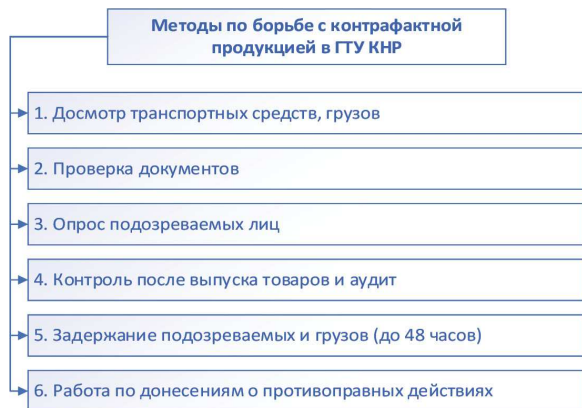 Методы по борьбе с контрафактной
продукцией в ГТУ КНР
1. Досмотр транспортных средств, грузов
2. Проверка документов
3. Опрос подозреваемых лиц
4. Контроль после выпуска товаров и аудит
5. Задержание подозреваемых и грузов (до 48 часов)
6. Работа по донесениям о противоправных действиях